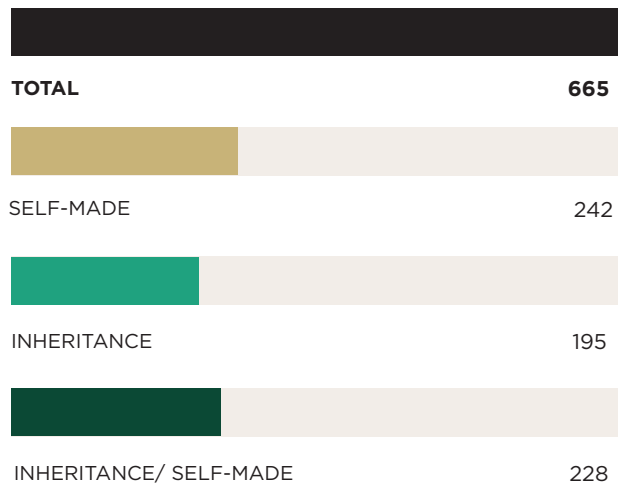 TOTAL 665
SELF-MADE 242
INHERITANCE 195
INHERITANCE/ SELF-MADE 228